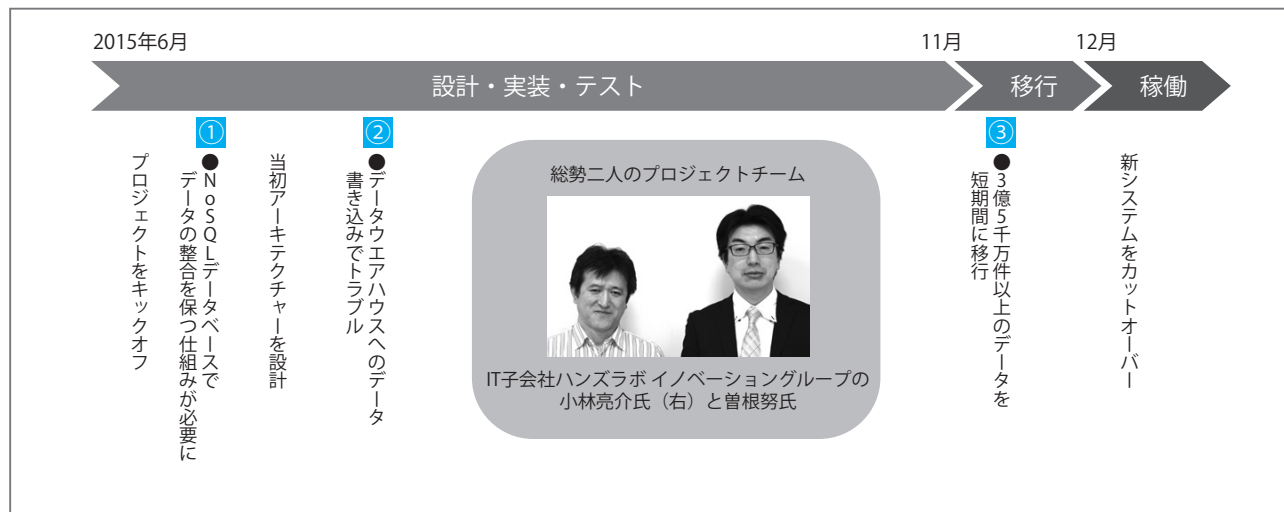 2015年6月
11月
12月
設計・実装・テスト
移行
稼働
プロジェクトをキックオフ
①
●NoSQLデータベースで
データの整合を保つ仕組みが必要に
当初アーキテクチャーを設計
②
●データウエアハウスへのデータ
書き込みでトラブル
総勢二人のプロジェクトチーム
IT子会社ハンズラボ イノベーショングループの
小林亮介氏（右）と曽根努氏
③
●3億5千万件以上のデータを
短期間に移行
新システムをカットオーバー